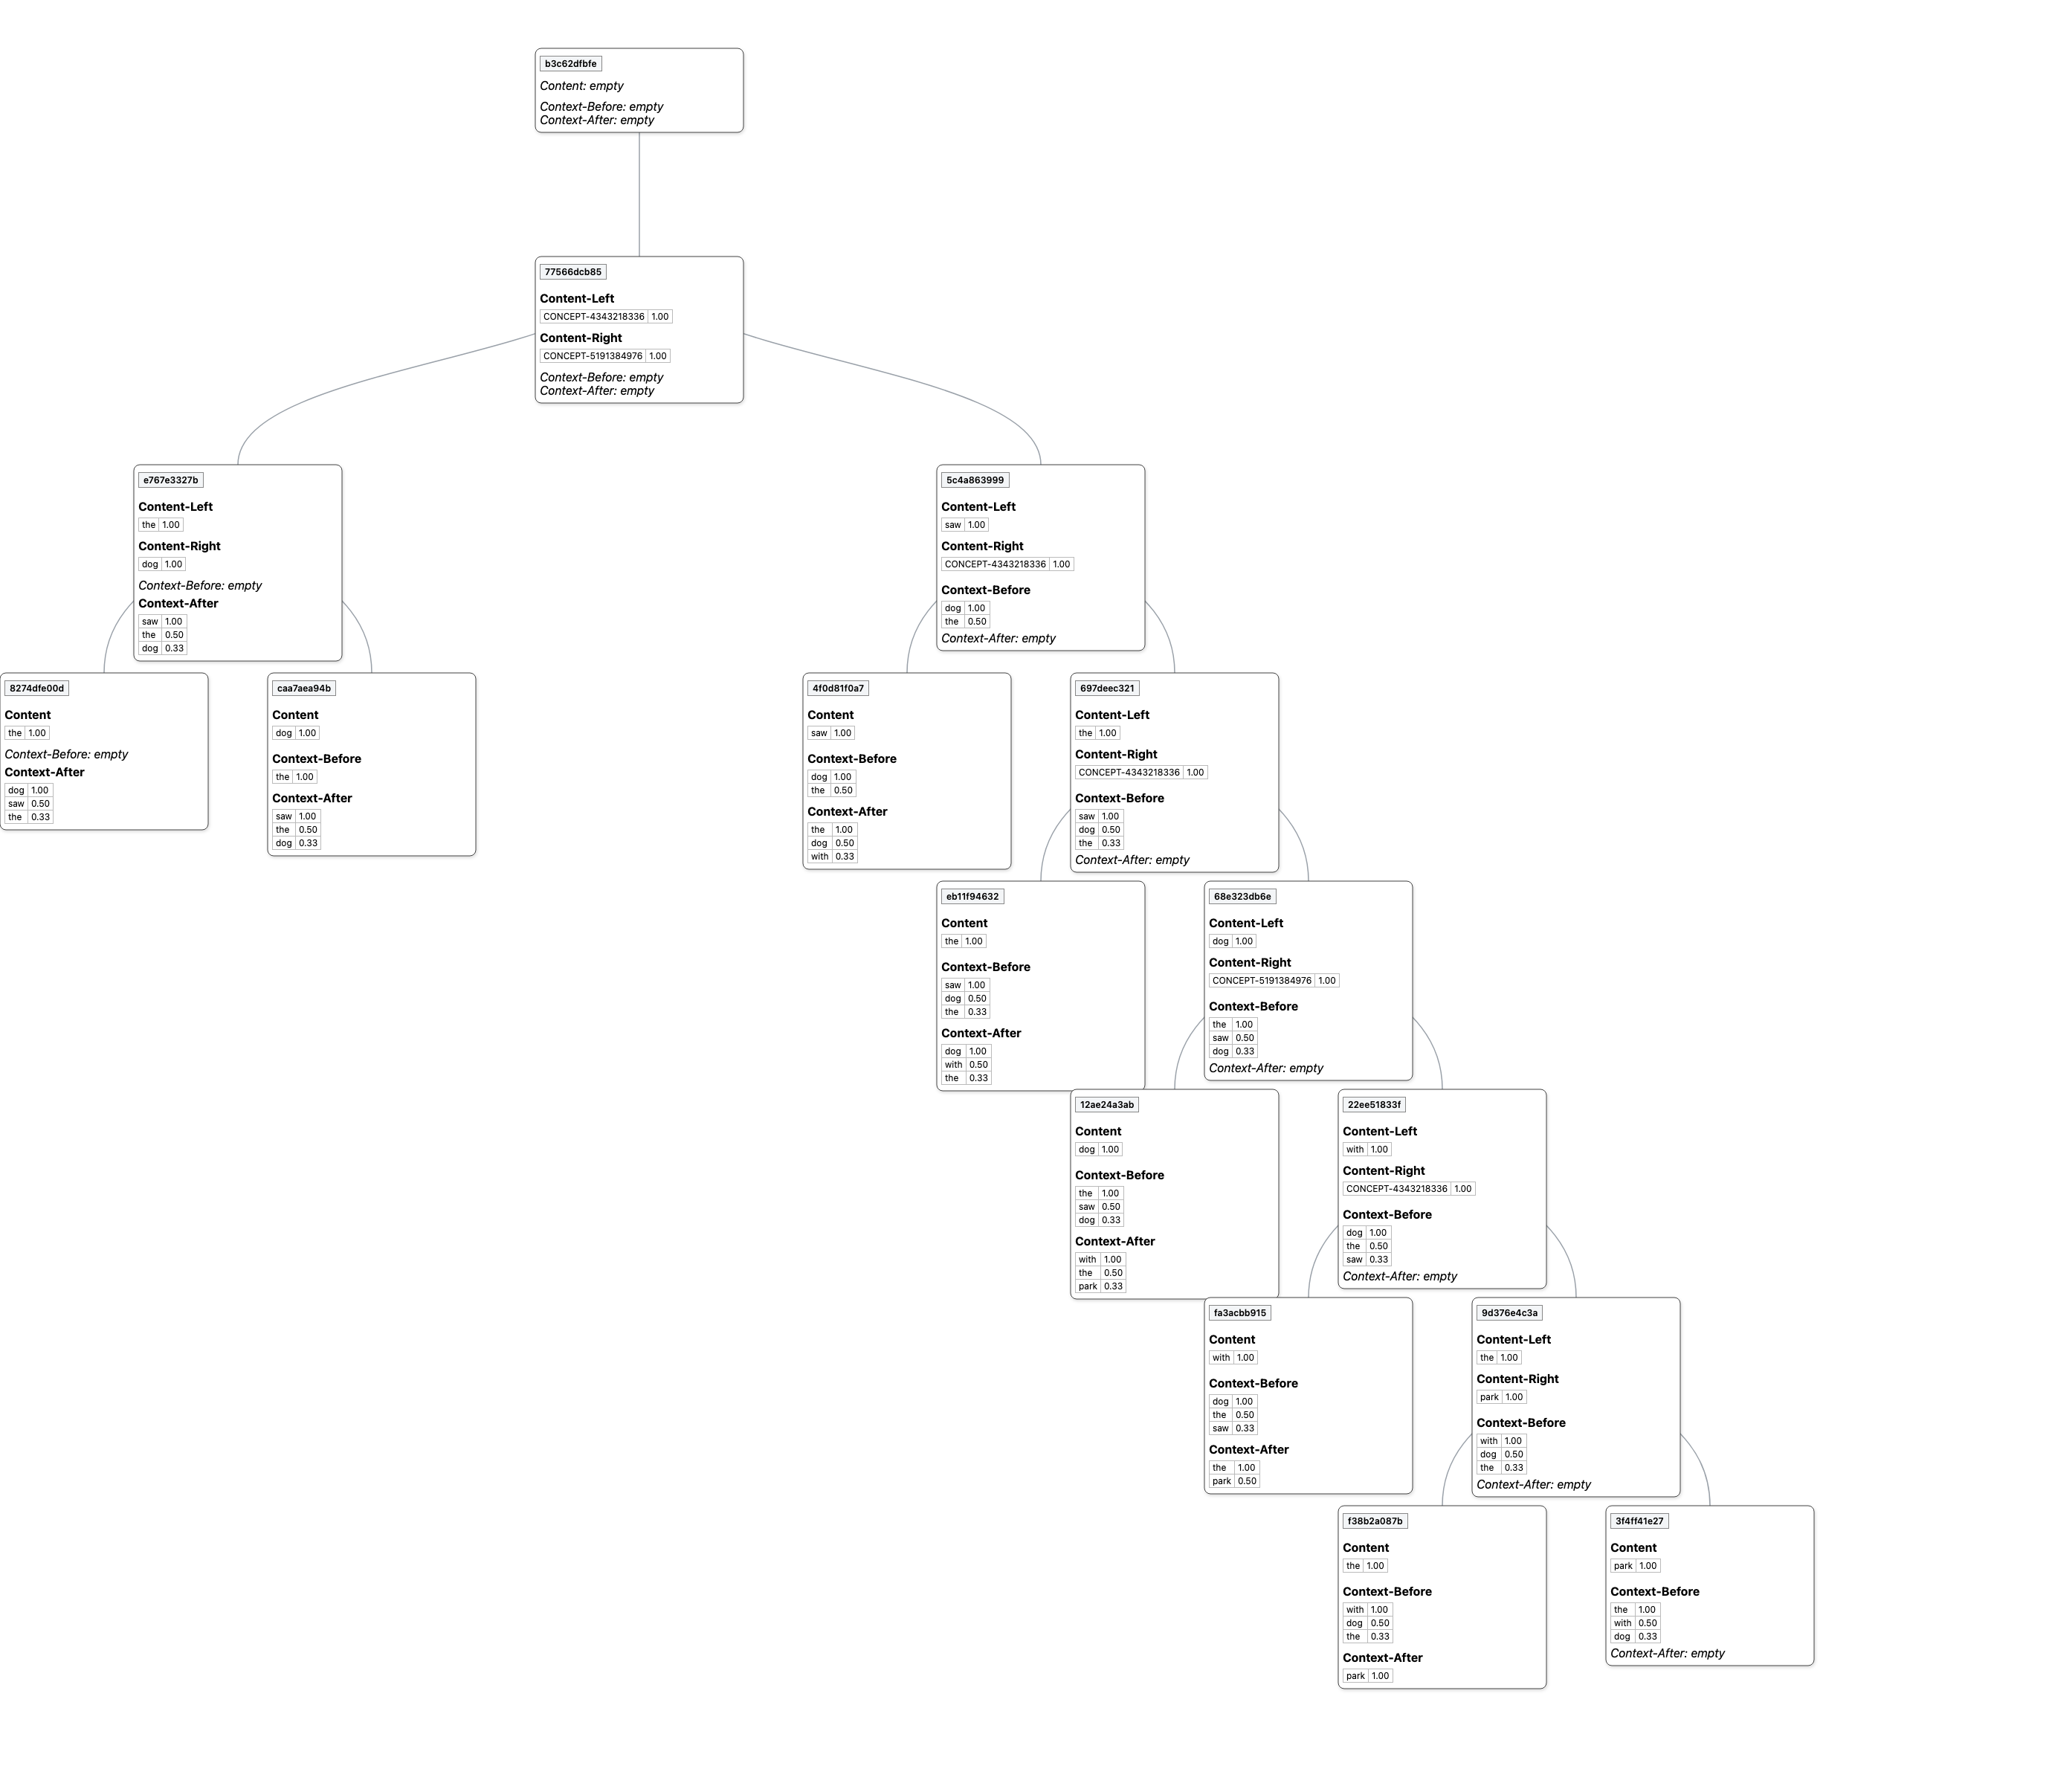 b3c62dfbfe
Content: empty
Context-Before: empty
Context-After: empty
77566dcb85
Content-Left
CONCEPT-4343218336 1.00
Content-Right
CONCEPT-5191384976 1.00
Context-Before: empty
Context-After: empty
e767e3327b
Content-Left
the 1.00
Content-Right
dog 1.00
Context-Before: empty
Context-After
saw 1.00
the 0.50
dog 0.33
5c4a863999
Content-Left
saw 1.00
Content-Right
CONCEPT-4343218336 1.00
Context-Before
dog 1.00
the 0.50
Context-After: empty
8274dfe00d
Content
the 1.00
Context-Before: empty
Context-After
dog 1.00
saw 0.50
the 0.33
caa7aea94b
Content
dog 1.00
Context-Before
the 1.00
Context-After
saw 1.00
the 0.50
dog 0.33
4f0d81f0a7
Content
saw 1.00
Context-Before
dog 1.00
the 0.50
Context-After
the 1.00
dog 0.50
with 0.33
697deec321
Content-Left
the 1.00
Content-Right
CONCEPT-4343218336 1.00
Context-Before
saw 1.00
dog 0.50
the 0.33
Context-After: empty
eb11f94632
Content
the 1.00
Context-Before
saw 1.00
dog 0.50
the 0.33
Context-After
dog 1.00
with 0.50
the 0.33
68e323db6e
Content-Left
dog 1.00
Content-Right
CONCEPT-5191384976 1.00
Context-Before
the 1.00
saw 0.50
dog 0.33
Context-After: empty
12ae24a3ab
Content
dog 1.00
Context-Before
the 1.00
saw 0.50
dog 0.33
Context-After
with 1.00
the 0.50
park 0.33
22ee51833f
Content-Left
with 1.00
Content-Right
CONCEPT-4343218336 1.00
Context-Before
dog 1.00
the 0.50
saw 0.33
Context-After: empty
fa3acbb915
Content
with 1.00
Context-Before
dog 1.00
the 0.50
saw 0.33
Context-After
the 1.00
park 0.50
9d376e4c3a
Content-Left
the 1.00
Content-Right
park 1.00
Context-Before
with 1.00
dog 0.50
the 0.33
Context-After: empty
f38b2a087b
Content
the 1.00
Context-Before
with 1.00
dog 0.50
the 0.33
Context-After
park 1.00
3f4ff41e27
Content
park 1.00
Context-Before
the 1.00
with 0.50
dog 0.33
Context-After: empty